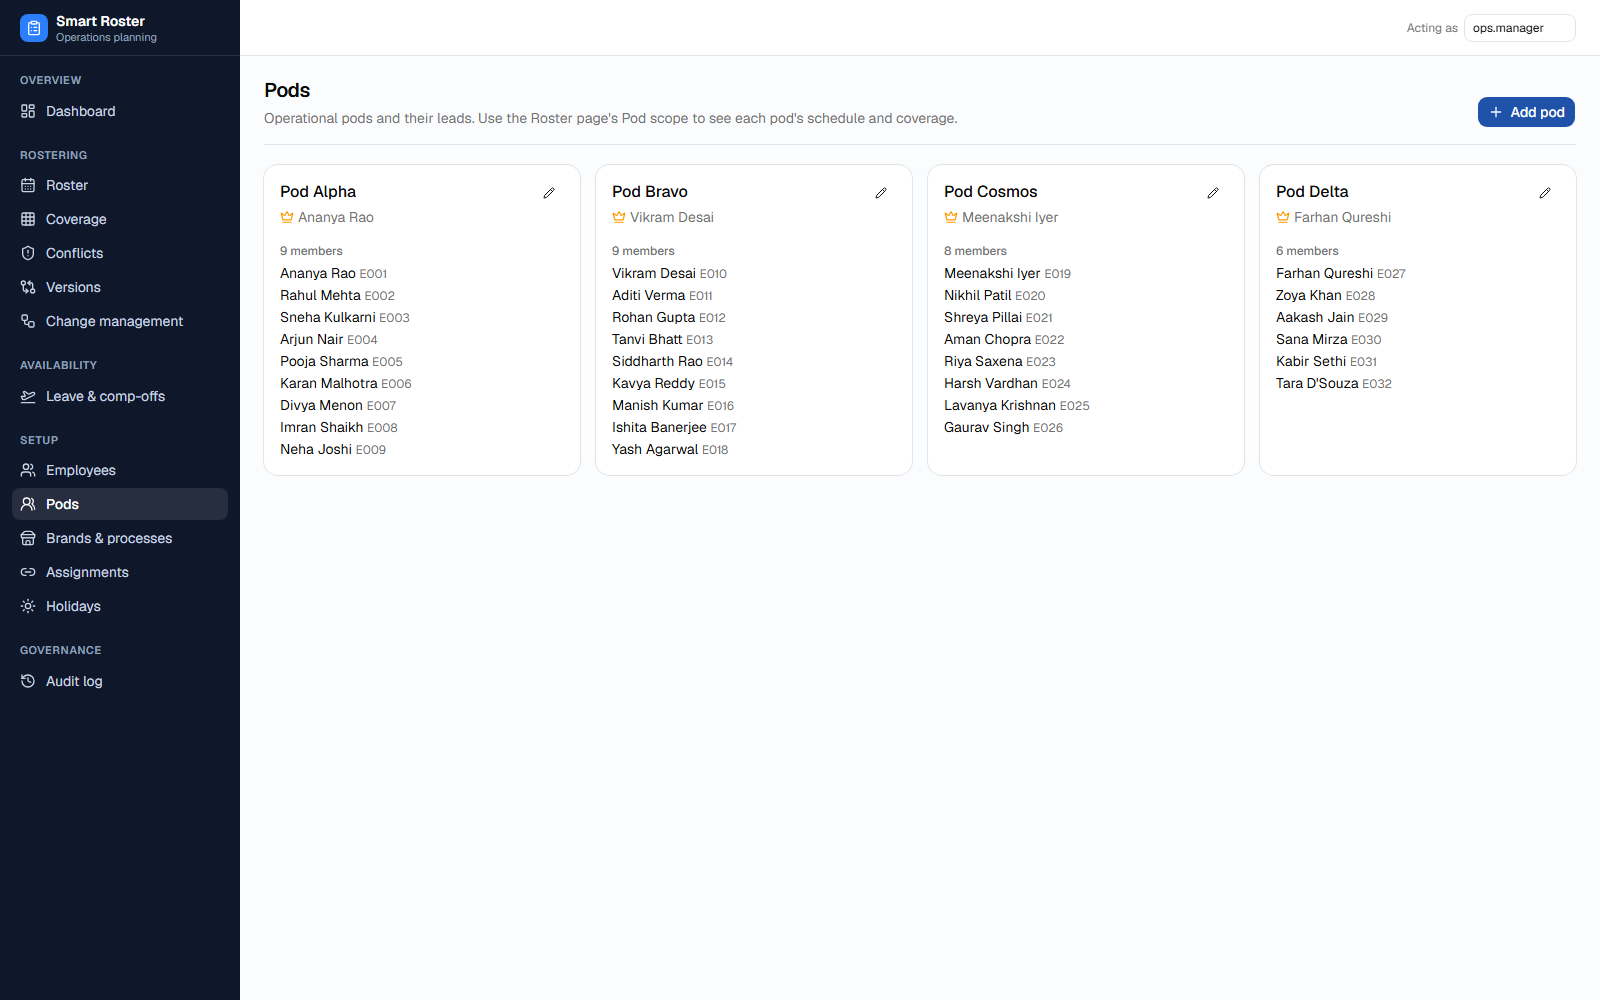 Smart Roster
Operations planning
OVERVIEW
Dashboard
ROSTERING
Roster
Coverage
Conflicts
Versions
Change management
AVAILABILITY
Leave & comp-offs
SETUP
Employees
Pods
Brands & processes
Assignments
Holidays
GOVERNANCE
Audit log
Acting as ops.manager
Pods
Operational pods and their leads. Use the Roster page's Pod scope to see each pod's schedule and coverage.
Add pod
Pod Alpha
Ananya Rao
9 members
Ananya Rao E001
Rahul Mehta E002
Sneha Kulkarni E003
Arjun Nair E004
Pooja Sharma E005
Karan Malhotra E006
Divya Menon E007
Imran Shaikh E008
Neha Joshi E009
Pod Bravo
Vikram Desai
9 members
Vikram Desai E010
Aditi Verma E011
Rohan Gupta E012
Tanvi Bhatt E013
Siddharth Rao E014
Kavya Reddy E015
Manish Kumar E016
Ishita Banerjee E017
Yash Agarwal E018
Pod Cosmos
Meenakshi Iyer
8 members
Meenakshi Iyer E019
Nikhil Patil E020
Shreya Pillai E021
Aman Chopra E022
Riya Saxena E023
Harsh Vardhan E024
Lavanya Krishnan E025
Gaurav Singh E026
Pod Delta
Farhan Qureshi
6 members
Farhan Qureshi E027
Zoya Khan E028
Aakash Jain E029
Sana Mirza E030
Kabir Sethi E031
Tara D'Souza E032